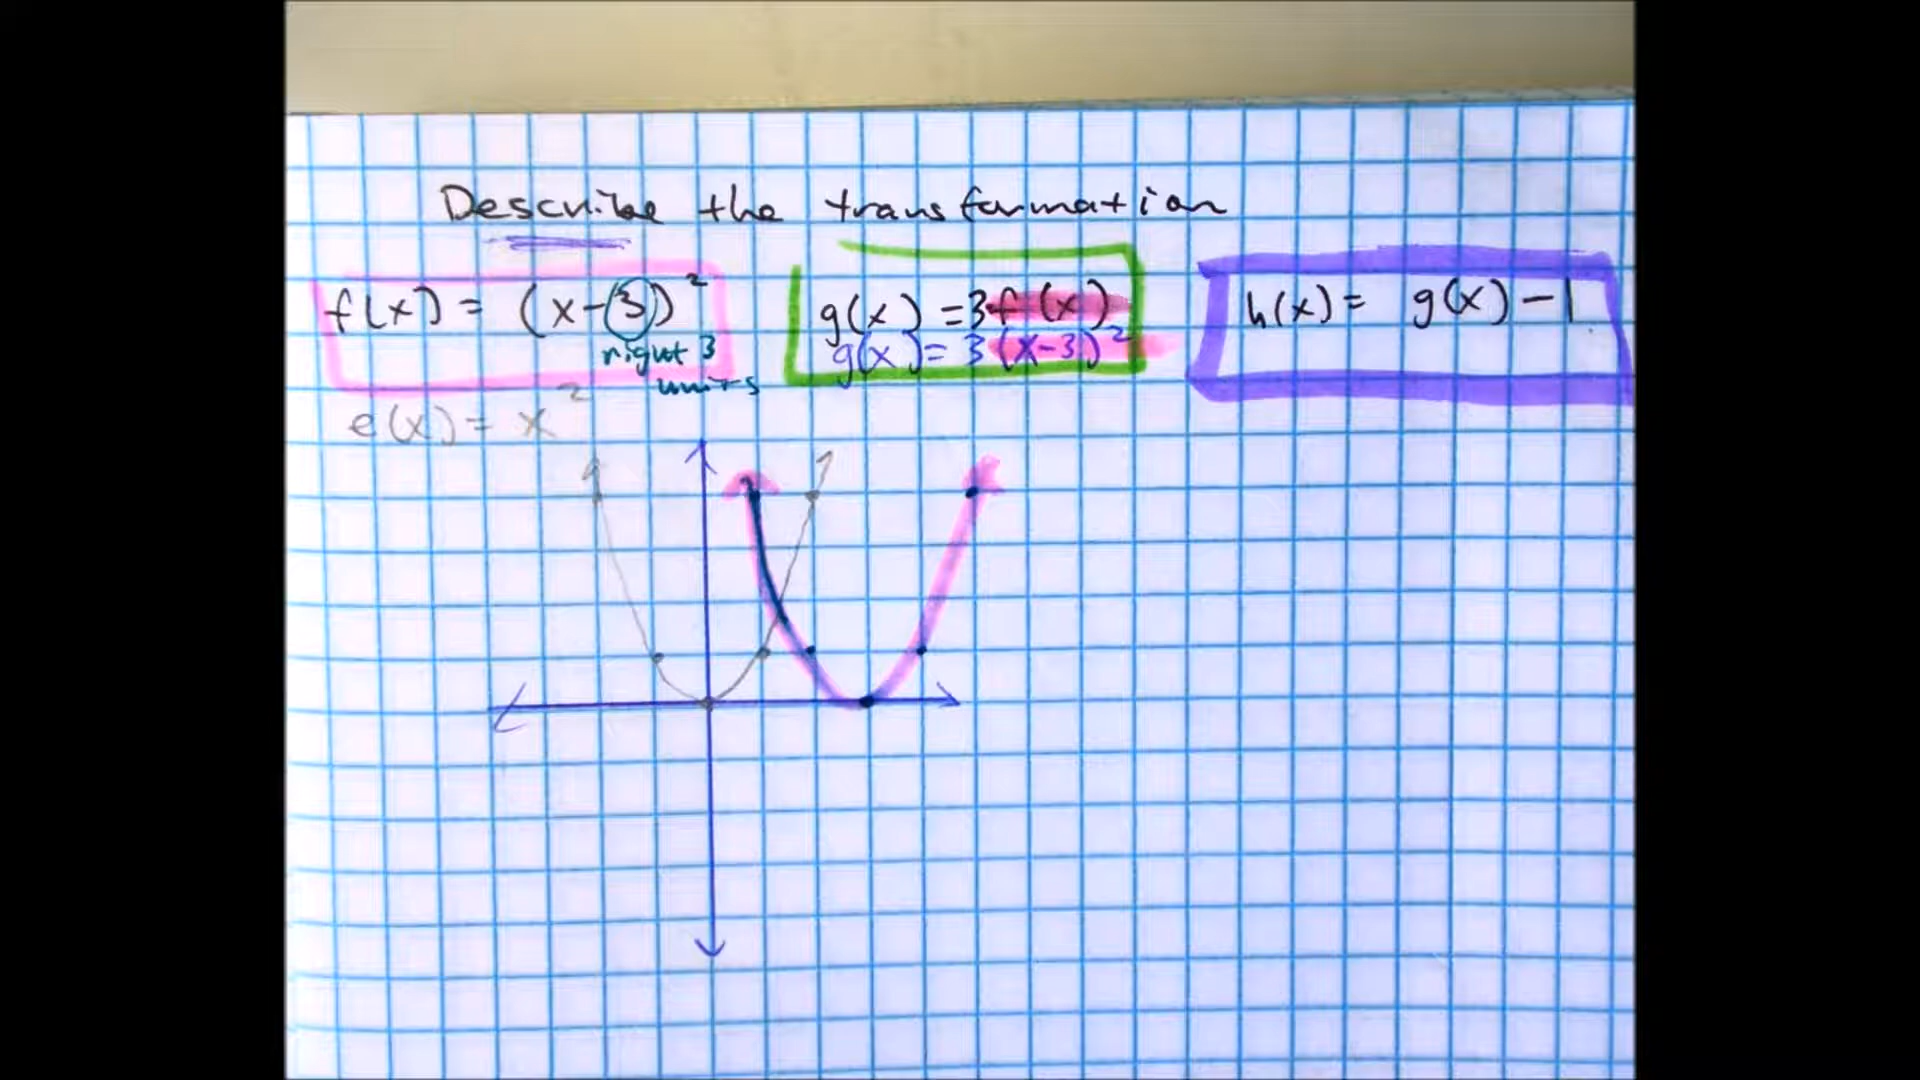 Describe the transformation
f(x) = (x-3)²
right 3
units
g(x) = 3f(x)
g(x) = 3(x-3)²
h(x) = g(x) - 1
e(x) = x²